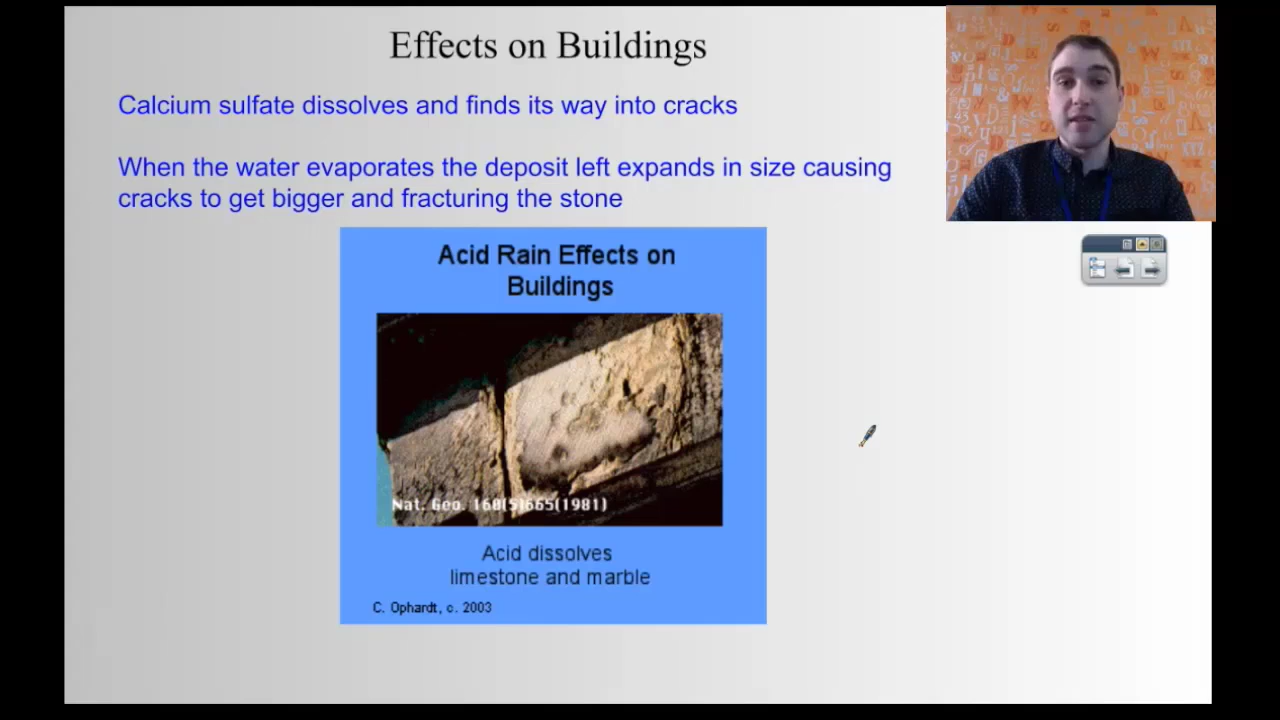 Effects on Buildings
Calcium sulfate dissolves and finds its way into cracks
When the water evaporates the deposit left expands in size causing
cracks to get bigger and fracturing the stone
Acid Rain Effects on
Buildings
Nat. Geo. 160(5)665(1981)
Acid dissolves
limestone and marble
C. Ophardt, c. 2003